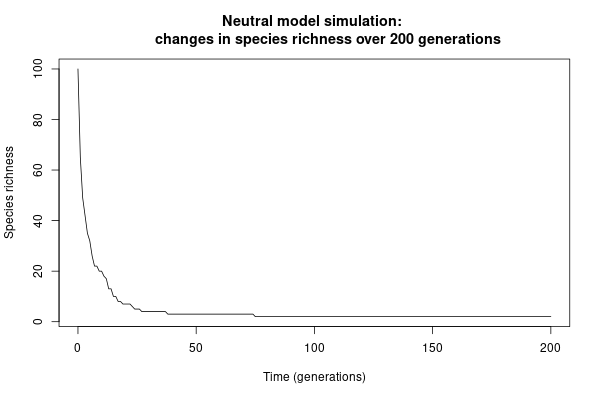 Neutral model simulation:
changes in species richness over 200 generations
Species richness
100
80
60
40
20
0
0 50 100 150 200
Time (generations)